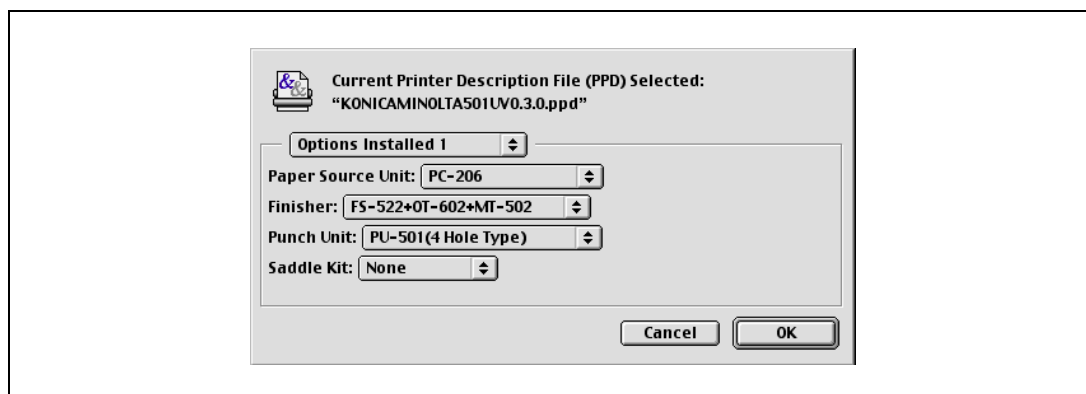 Current Printer Description File (PPD) Selected:
“KONICAMINOLTA501UV0.3.0.ppd”
Options Installed 1
Paper Source Unit: PC-206
Finisher: FS-522+OT-602+MT-502
Punch Unit: PU-501(4 Hole Type)
Saddle Kit: None
Cancel OK